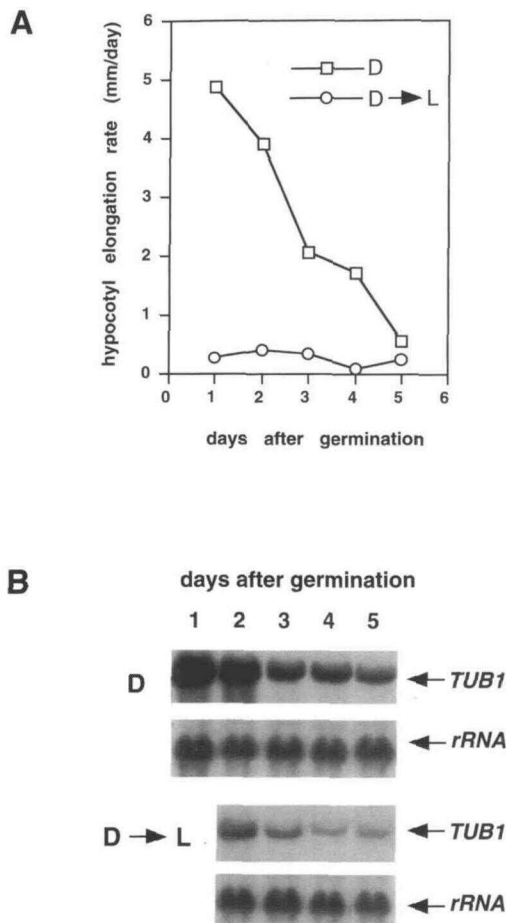 A
hypocotyl elongation rate (mm/day)
6
5
4
3
2
1
0
D
D → L
0 1 2 3 4 5 6
days after germination
B
days after germination
1 2 3 4 5
D
TUB1
rRNA
D → L
TUB1
rRNA